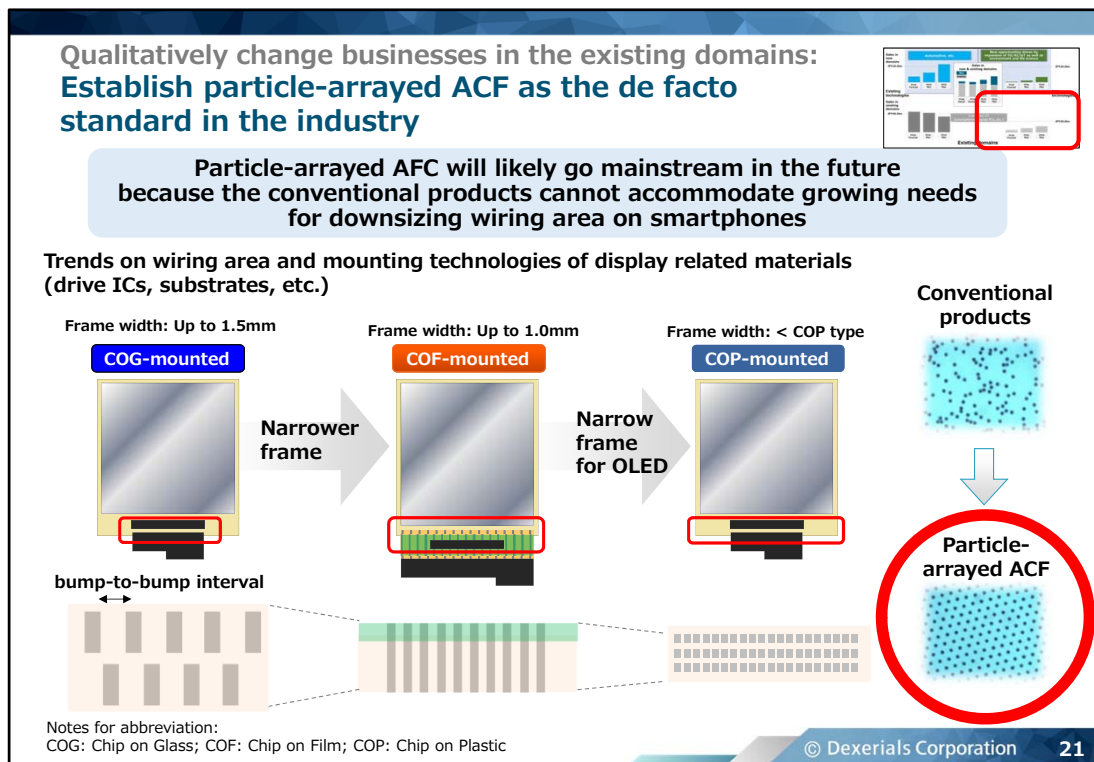 Qualitatively change businesses in the existing domains:
Establish particle-arrayed ACF as the de facto
standard in the industry
Existing domains
Particle-arrayed AFC will likely go mainstream in the future
because the conventional products cannot accommodate growing needs
for downsizing wiring area on smartphones
Trends on wiring area and mounting technologies of display related materials
(drive ICs, substrates, etc.)
Frame width: Up to 1.5mm
COG-mounted
Narrower
frame
Frame width: Up to 1.0mm
COF-mounted
Narrow
frame
for OLED
Frame width: < COP type
COP-mounted
Conventional
products
Particle-
arrayed ACF
bump-to-bump interval
Notes for abbreviation:
COG: Chip on Glass; COF: Chip on Film; COP: Chip on Plastic
© Dexerials Corporation
21